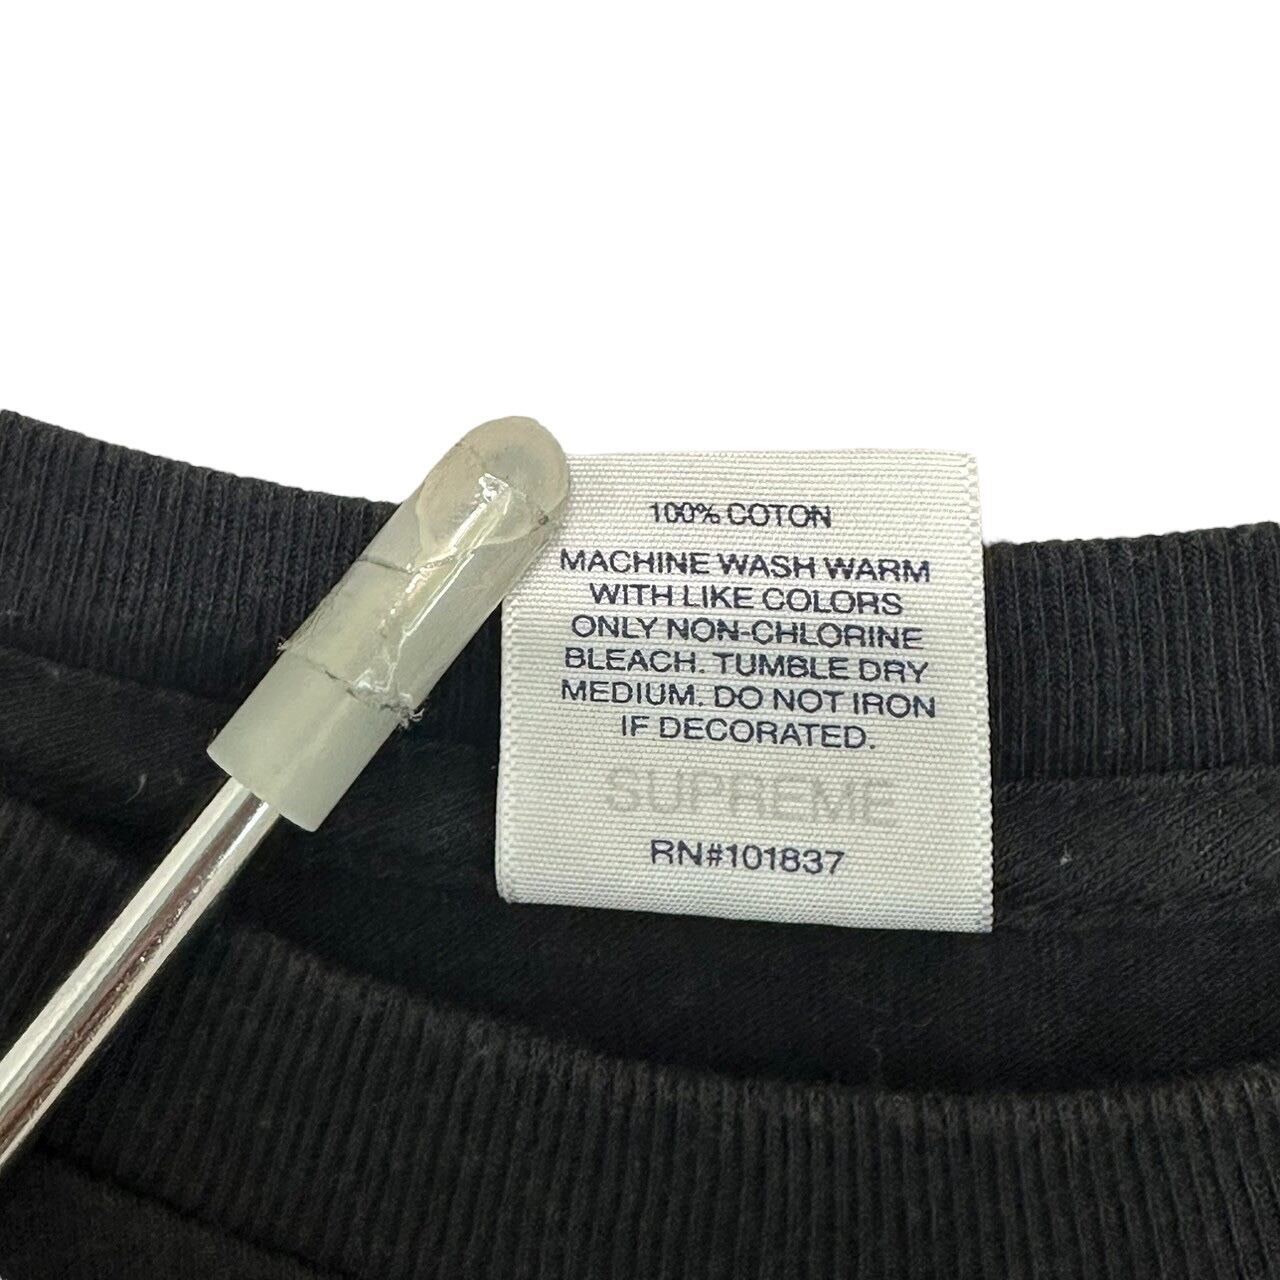 100% COTON
MACHINE WASH WARM
WITH LIKE COLORS
ONLY NON-CHLORINE
BLEACH. TUMBLE DRY
MEDIUM. DO NOT IRON
IF DECORATED.
SUPREME
RN#101837